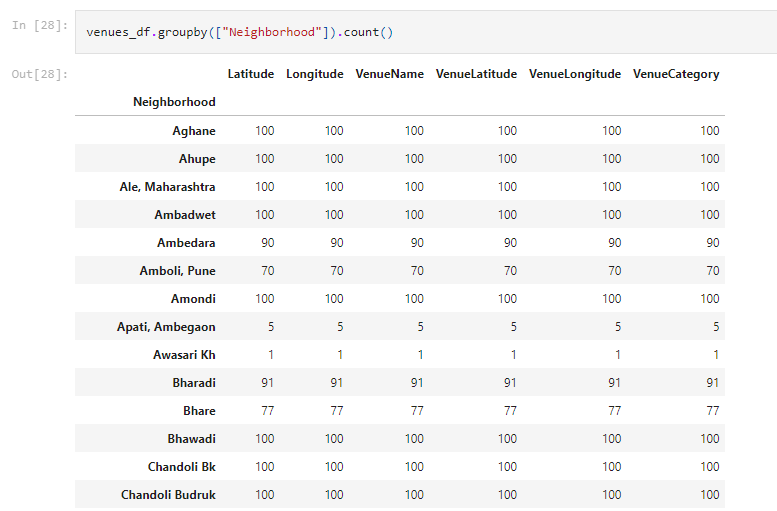 In [28]: venues_df.groupby(["Neighborhood"]).count()
Out[28]:
Latitude Longitude VenueName VenueLatitude VenueLongitude VenueCategory
Neighborhood
Aghane 100 100 100 100 100 100
Ahupe 100 100 100 100 100 100
Ale, Maharashtra 100 100 100 100 100 100
Ambadwet 100 100 100 100 100 100
Ambedara 90 90 90 90 90 90
Amboli, Pune 70 70 70 70 70 70
Amondi 100 100 100 100 100 100
Apati, Ambegaon 5 5 5 5 5 5
Awasari Kh 1 1 1 1 1 1
Bharadi 91 91 91 91 91 91
Bhare 77 77 77 77 77 77
Bhawadi 100 100 100 100 100 100
Chandoli Bk 100 100 100 100 100 100
Chandoli Budruk 100 100 100 100 100 100